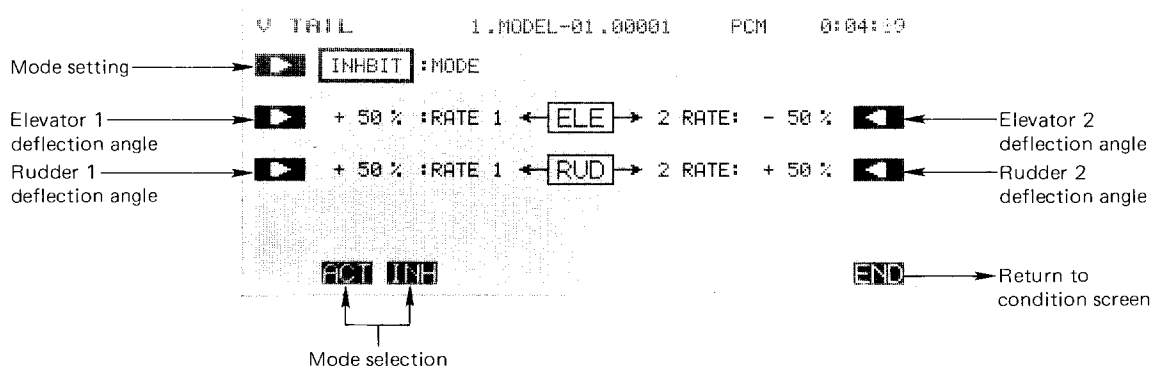 V TAIL 1.MODEL-01.00001 PCM 0:04:
Mode setting INHBIT :MODE
Elevator 1 deflection angle + 50 % :RATE 1 ELE 2 RATE: - 50 % Elevator 2 deflection angle
Rudder 1 deflection angle + 50 % :RATE 1 RUD 2 RATE: + 50 % Rudder 2 deflection angle
ACT INH END Return to condition screen
Mode selection